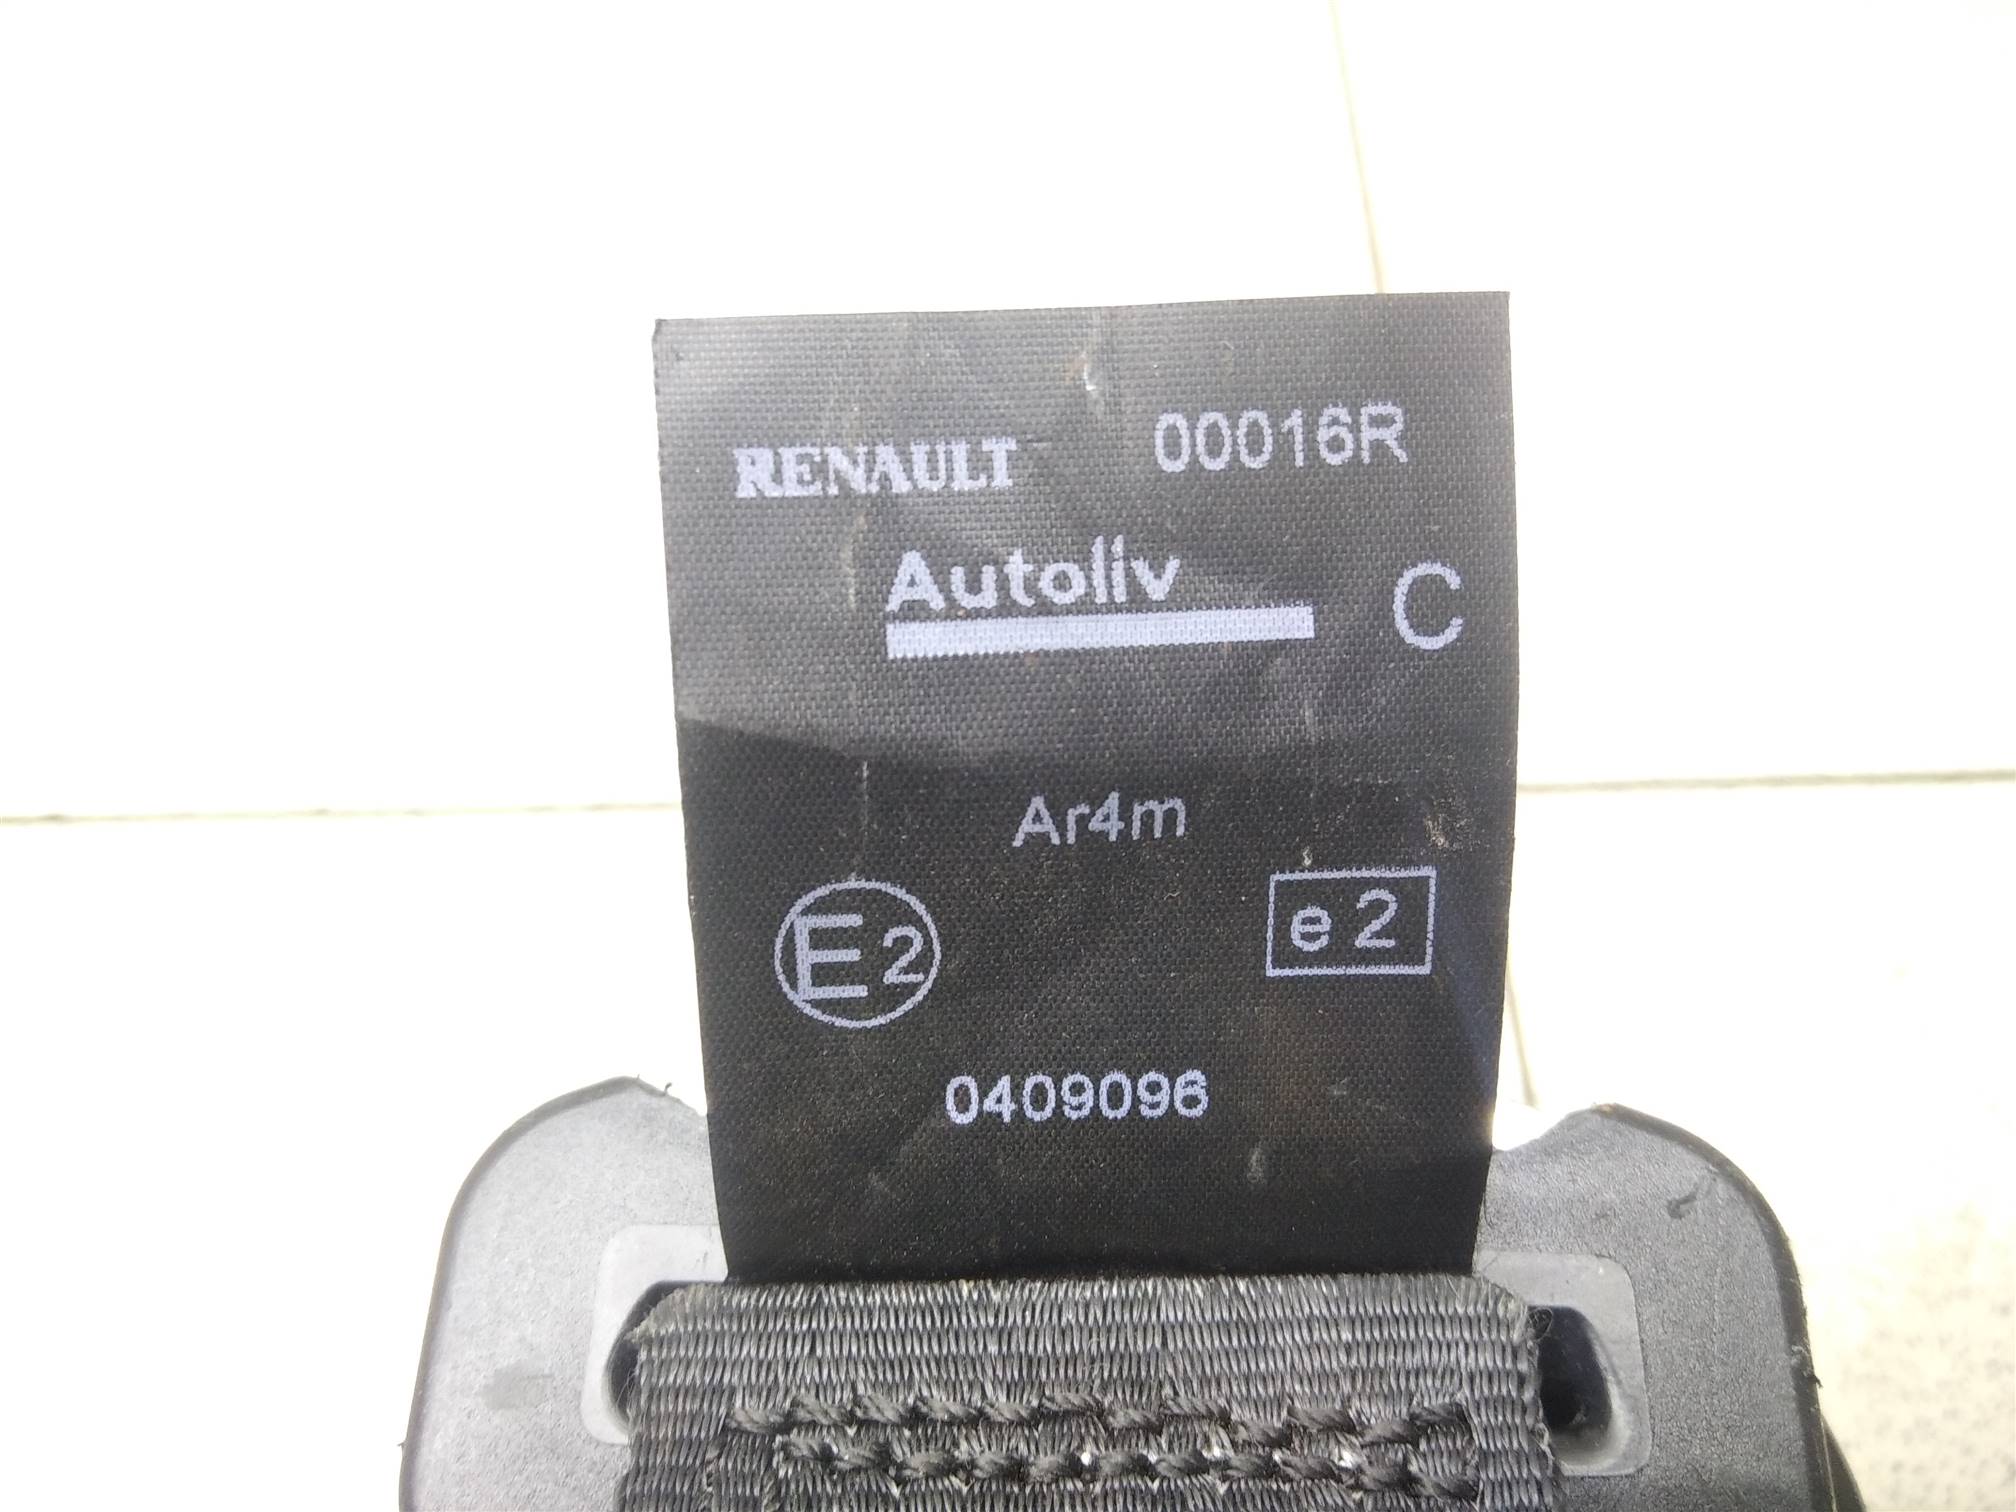 RENAULT 00016R
Autoliv C
Ar4m
E2 e2
0409096